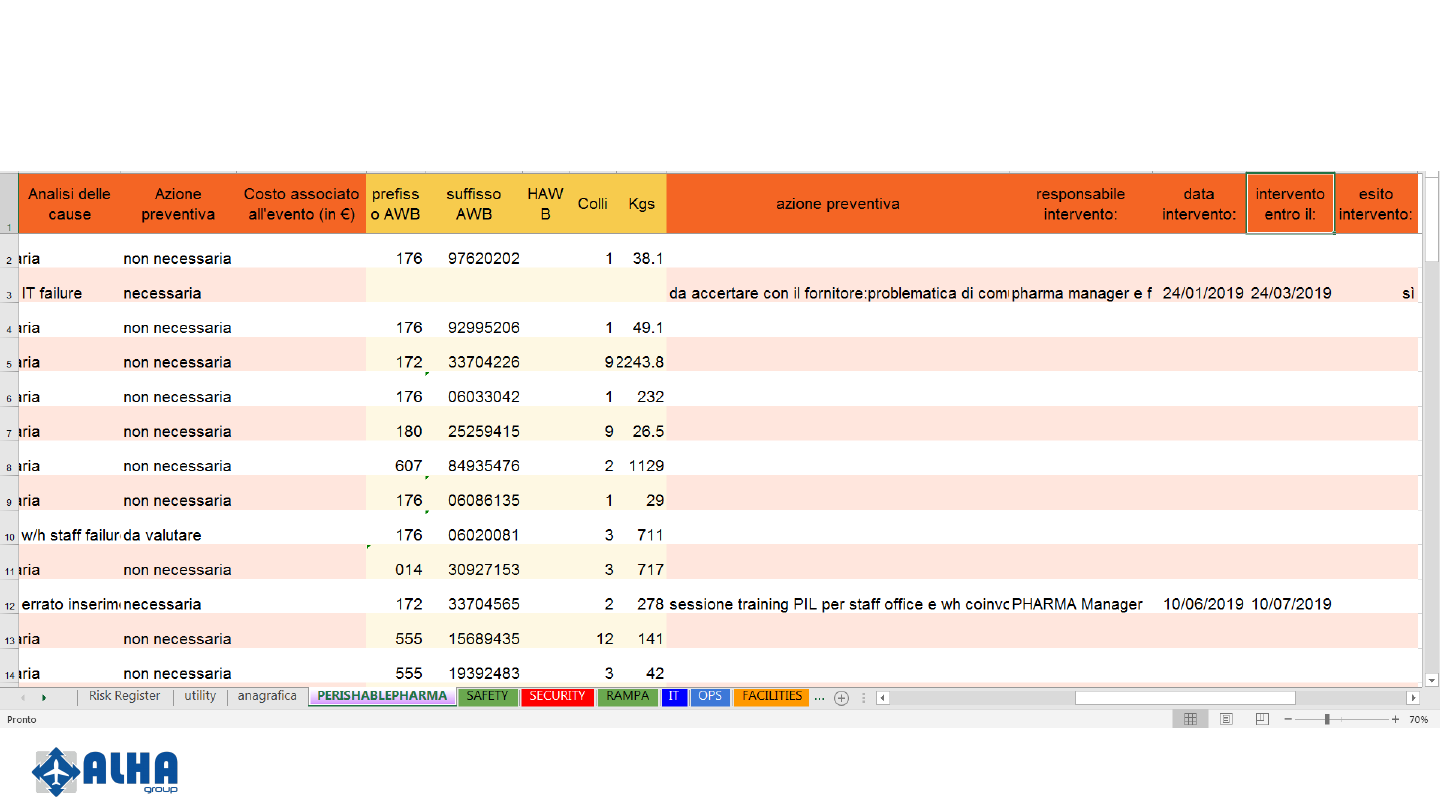 Analisi delle cause Azione preventiva Costo associato all'evento (in €) prefisso AWB suffisso AWB HAWB Colli Kgs azione preventiva responsabile intervento: data intervento: intervento entro il: esito intervento:
1
2 aria non necessaria 176 97620202 1 38.1
3 IT failure necessaria da accertare con il fornitore:problematica di com pharma manager e f 24/01/2019 24/03/2019 sì
4 aria non necessaria 176 92995206 1 49.1
5 aria non necessaria 172 33704226 9 2243.8
6 aria non necessaria 176 06033042 1 232
7 aria non necessaria 180 25259415 9 26.5
8 aria non necessaria 607 84935476 2 1129
9 aria non necessaria 176 06086135 1 29
10 w/h staff failur da valutare 176 06020081 3 711
11 aria non necessaria 014 30927153 3 717
12 errato inserim necessaria 172 33704565 2 278 sessione training PIL per staff office e wh coinvo PHARMA Manager 10/06/2019 10/07/2019
13 aria non necessaria 555 15689435 12 141
14 aria non necessaria 555 19392483 3 42
Risk Register utility anagrafica PERISHABLEPHARMA SAFETY SECURITY RAMPA IT OPS FACILITIES ...
Pronto 70%
ALHA
group